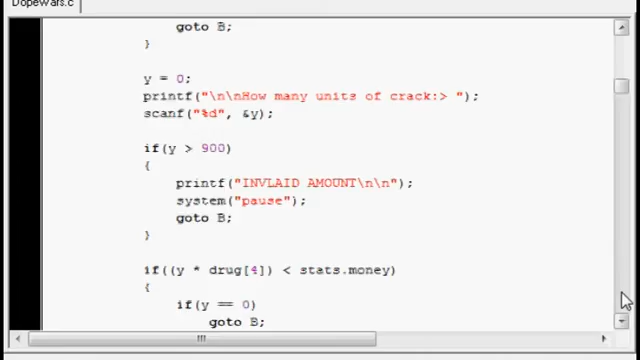 DopeWars.c
goto B;
}
y = 0;
printf("\n\nHow many units of crack:> ");
scanf("%d", &y);
if(y > 900)
{
printf("INVLAID AMOUNT\n\n");
system("pause");
goto B;
}
if((y * drug[4]) < stats.money)
{
if(y == 0)
goto B;